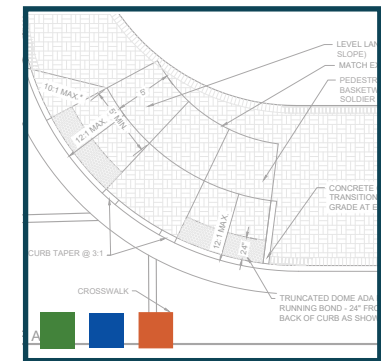 LEVEL LAN
SLOPE)
MATCH EX
PEDESTR
BASKETW
SOLDIER
10:1 MAX.*
5'
5' MIN
12:1 MAX.
CONCRETE
TRANSITION
GRADE AT E
12:1 MAX.
24"
CURB TAPER @ 3:1
CROSSWALK
TRUNCATED DOME ADA
RUNNING BOND - 24" FRO
BACK OF CURB AS SHOW
A